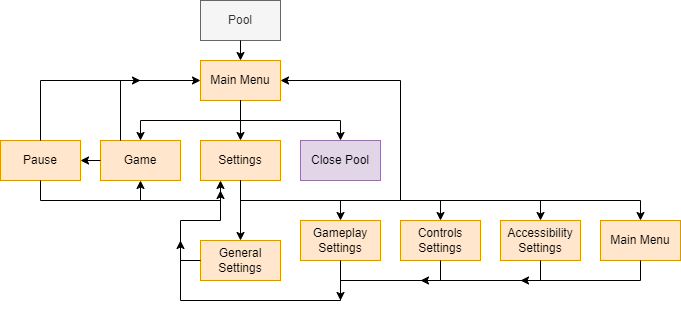 Pool
Main Menu
Pause
Game
Settings
Close Pool
General
Settings
Gameplay
Settings
Controls
Settings
Accessibility
Settings
Main Menu